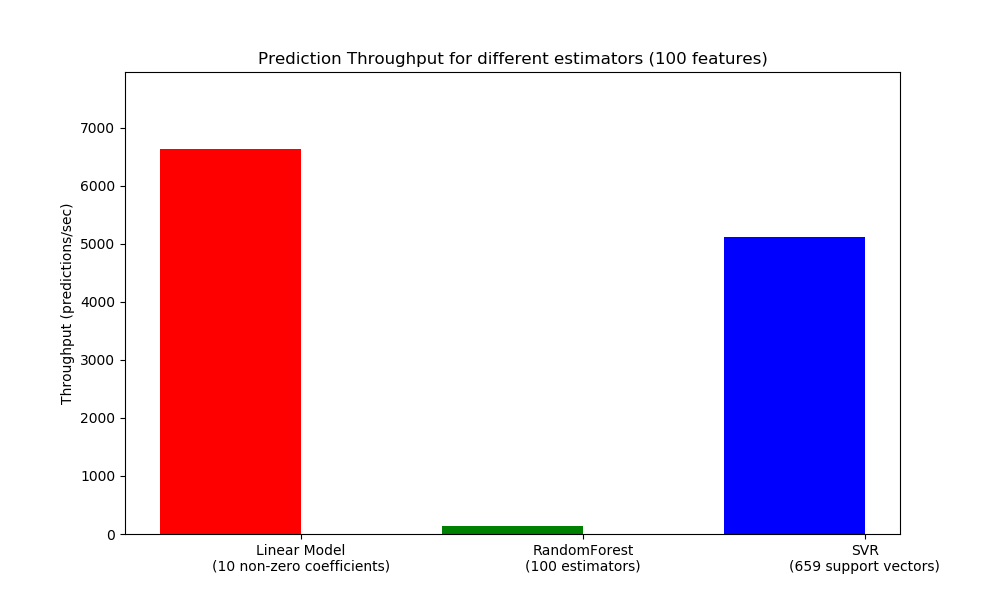 Prediction Throughput for different estimators (100 features)
Throughput (predictions/sec)
7000
6000
5000
4000
3000
2000
1000
0
Linear Model
(10 non-zero coefficients)
RandomForest
(100 estimators)
SVR
(659 support vectors)